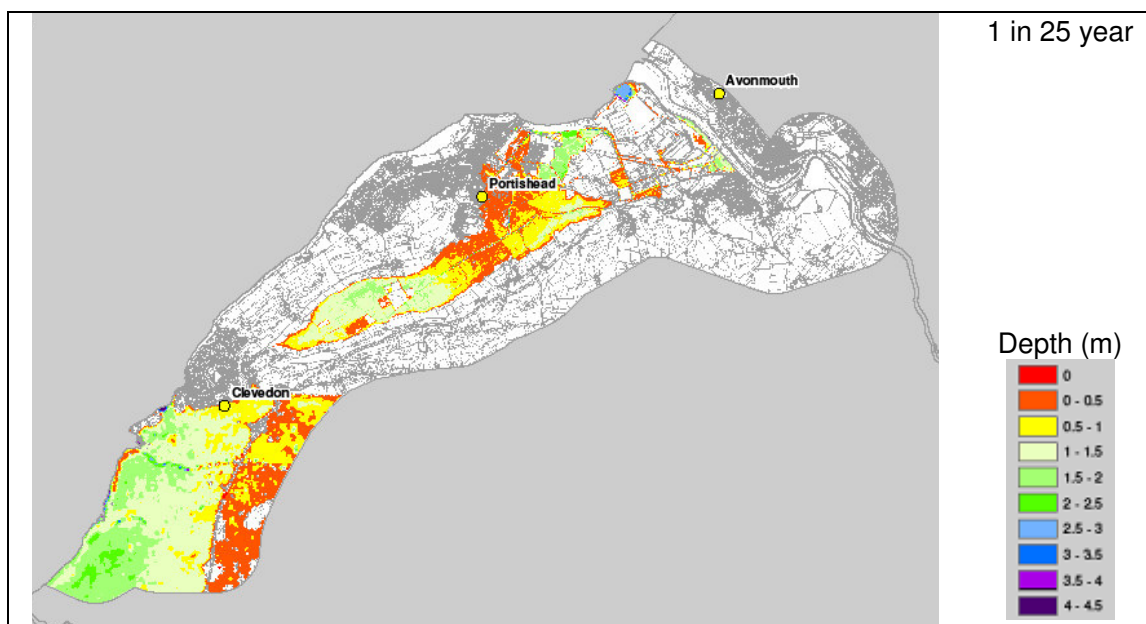 1 in 25 year
Avonmouth
Portishead
Clevedon
Depth (m)
0
0 - 0.5
0.5 - 1
1 - 1.5
1.5 - 2
2 - 2.5
2.5 - 3
3 - 3.5
3.5 - 4
4 - 4.5